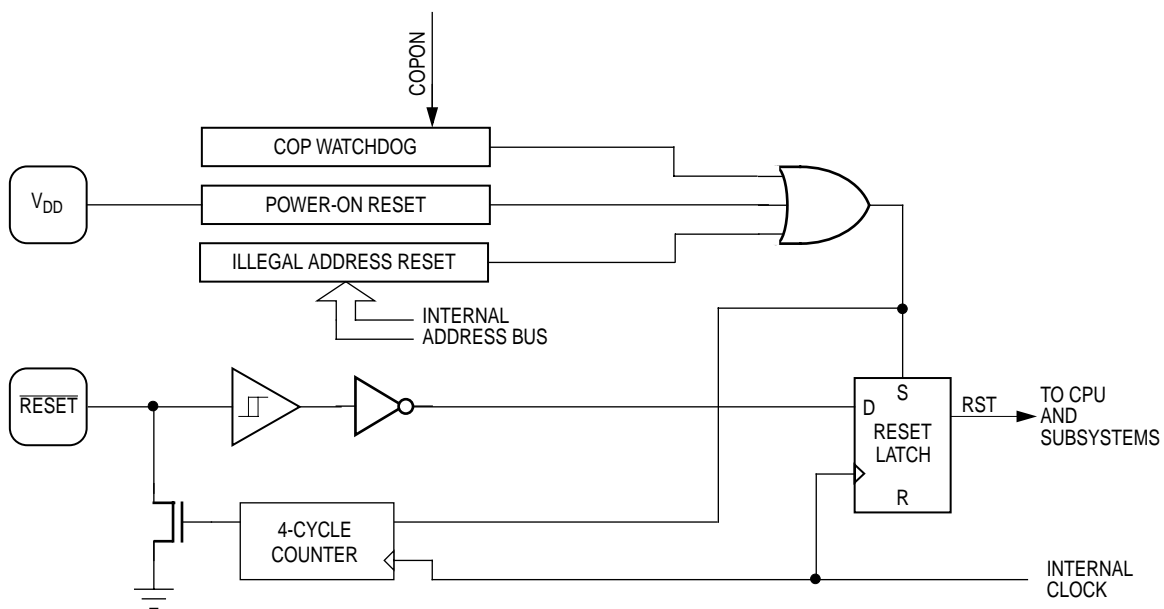 COPON
COP WATCHDOG
VDD
POWER-ON RESET
ILLEGAL ADDRESS RESET
INTERNAL
ADDRESS BUS
RESET
D
S
RESET
LATCH
R
RST
TO CPU
AND
SUBSYSTEMS
4-CYCLE
COUNTER
INTERNAL
CLOCK